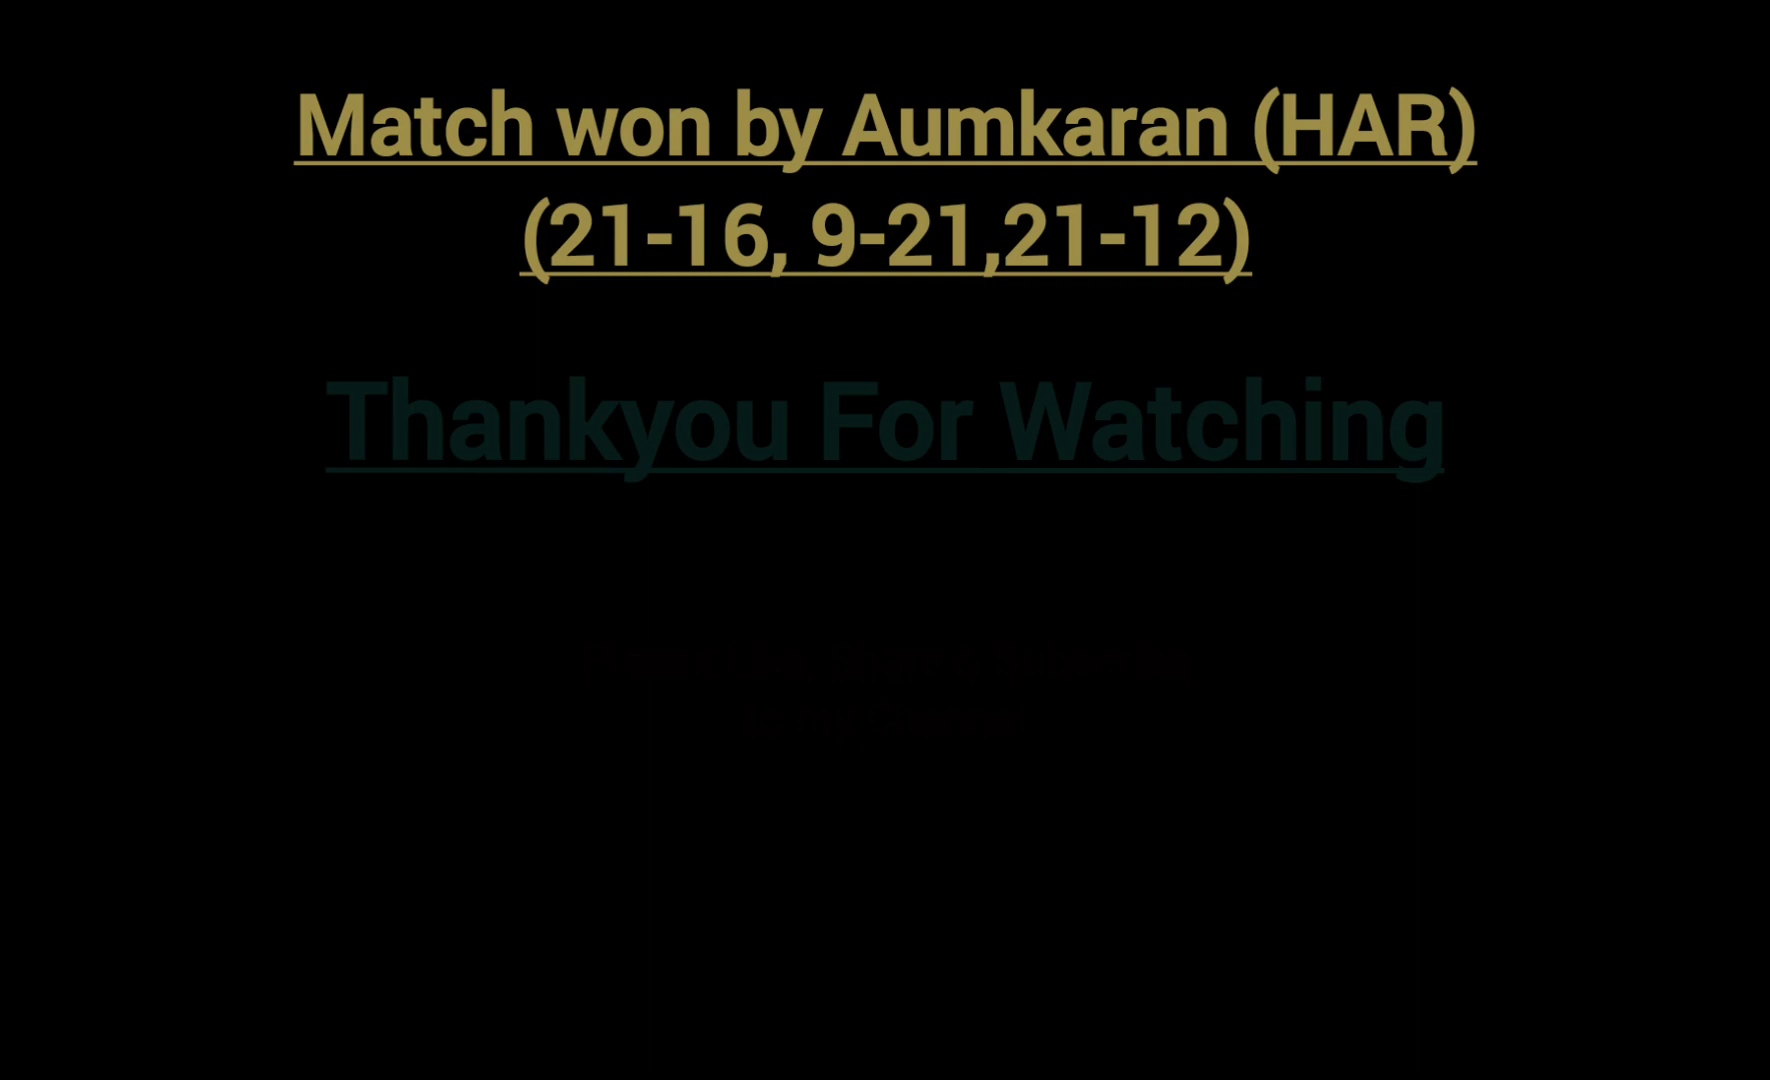 Match won by Aumkaran (HAR)
(21-16, 9-21,21-12)
Thankyou For Watching